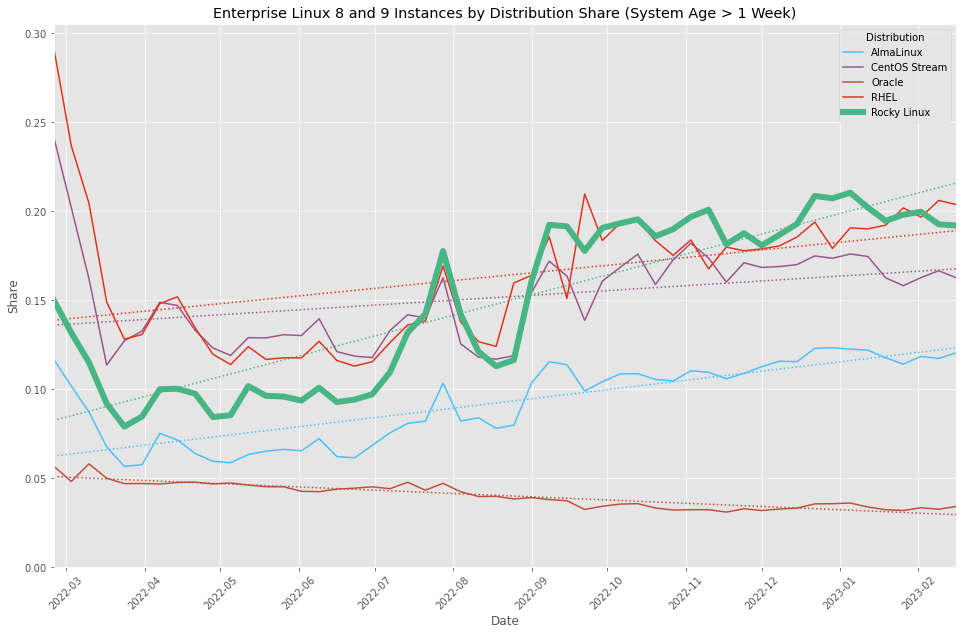 Enterprise Linux 8 and 9 Instances by Distribution Share (System Age > 1 Week)
Distribution
AlmaLinux
CentOS Stream
Oracle
RHEL
Rocky Linux
Share
0.30
0.25
0.20
0.15
0.10
0.05
0.00
2022-03
2022-04
2022-05
2022-06
2022-07
2022-08
2022-09
2022-10
2022-11
2022-12
2023-01
2023-02
Date